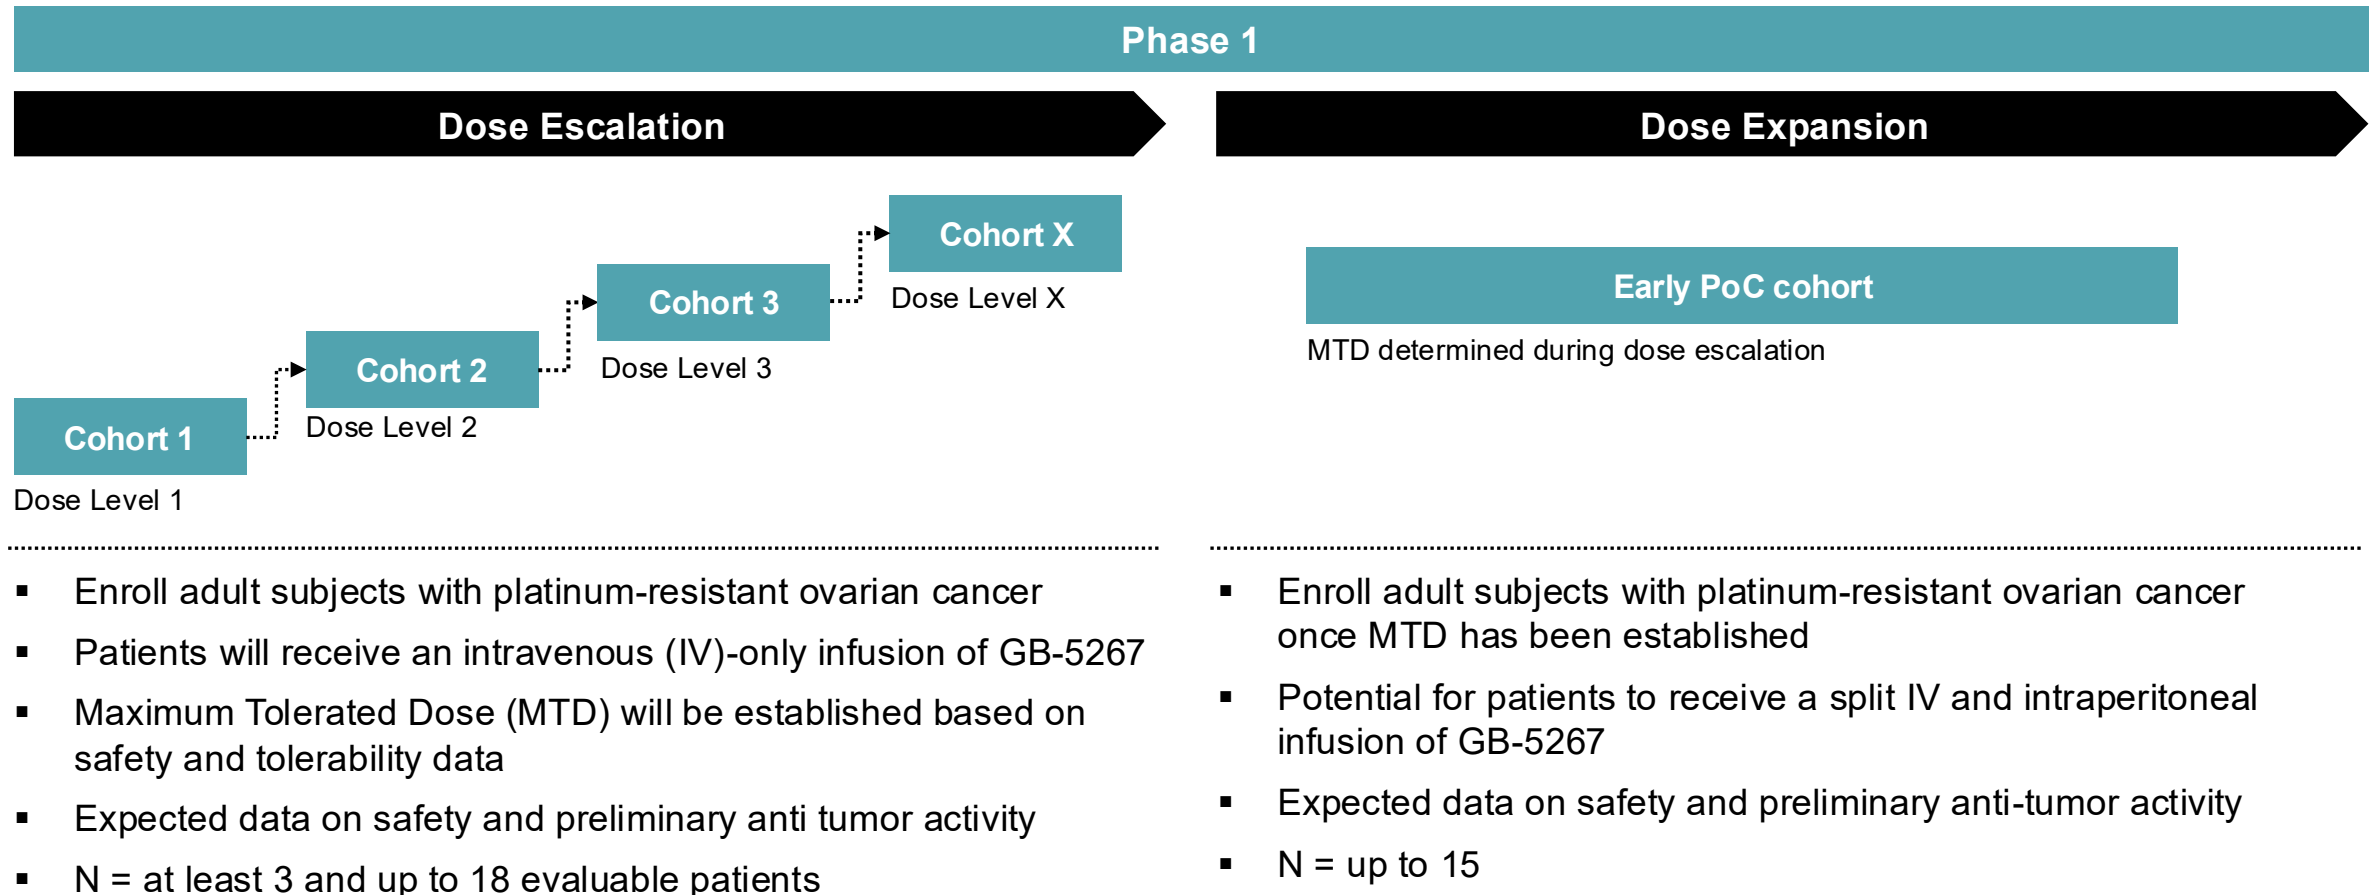 Phase 1
Dose Escalation
Cohort 1
Dose Level 1
Cohort 2
Dose Level 2
Cohort 3
Dose Level 3
Cohort X
Dose Level X
▪ Enroll adult subjects with platinum-resistant ovarian cancer
▪ Patients will receive an intravenous (IV)-only infusion of GB-5267
▪ Maximum Tolerated Dose (MTD) will be established based on
safety and tolerability data
▪ Expected data on safety and preliminary anti tumor activity
▪ N = at least 3 and up to 18 evaluable patients
Dose Expansion
Early PoC cohort
MTD determined during dose escalation
▪ Enroll adult subjects with platinum-resistant ovarian cancer
once MTD has been established
▪ Potential for patients to receive a split IV and intraperitoneal
infusion of GB-5267
▪ Expected data on safety and preliminary anti-tumor activity
▪ N = up to 15